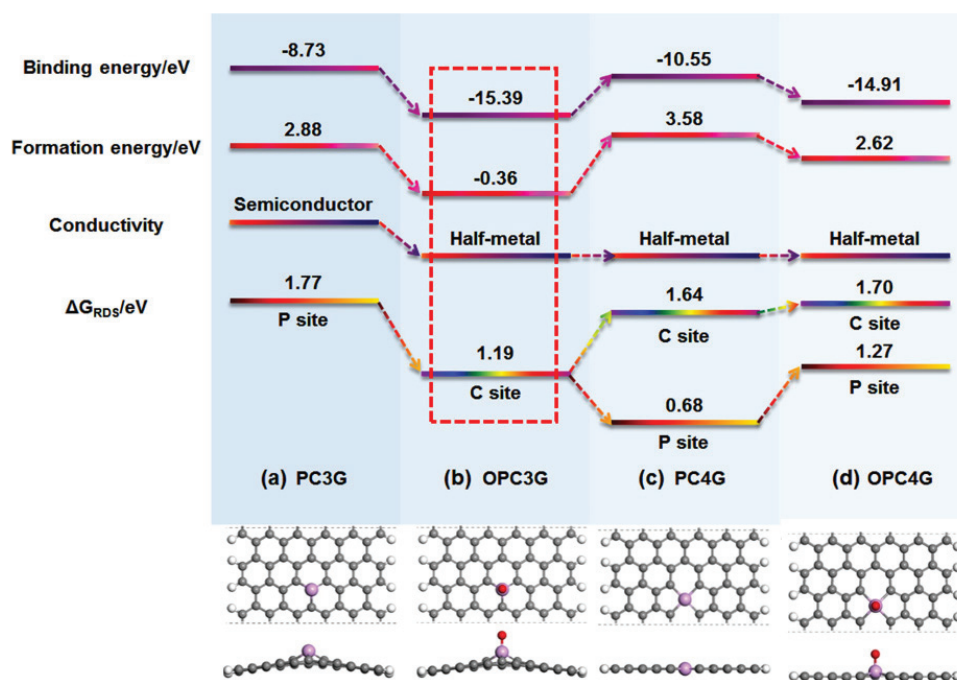 Binding energy/eV
-8.73
-15.39
-10.55
-14.91
Formation energy/eV
2.88
-0.36
3.58
2.62
Conductivity
Semiconductor
Half-metal
Half-metal
Half-metal
ΔG_RDS/eV
1.77
P site
1.19
C site
1.64
C site
0.68
P site
1.70
C site
1.27
P site
(a) PC3G
(b) OPC3G
(c) PC4G
(d) OPC4G